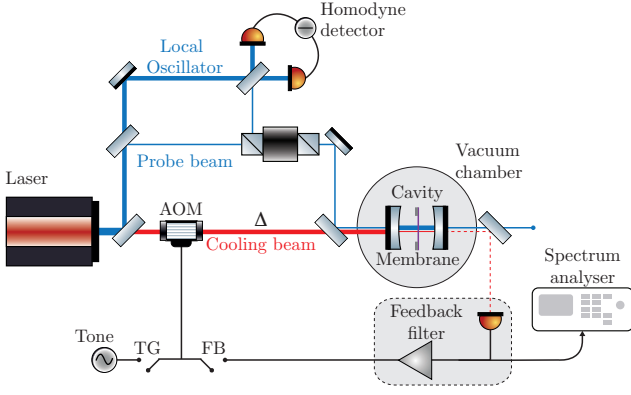 Homodyne
detector
Local
Oscillator
Probe beam
Vacuum
chamber
Laser
AOM
Δ
Cooling beam
Cavity
Membrane
Spectrum
analyser
Feedback
filter
Tone
TG
FB